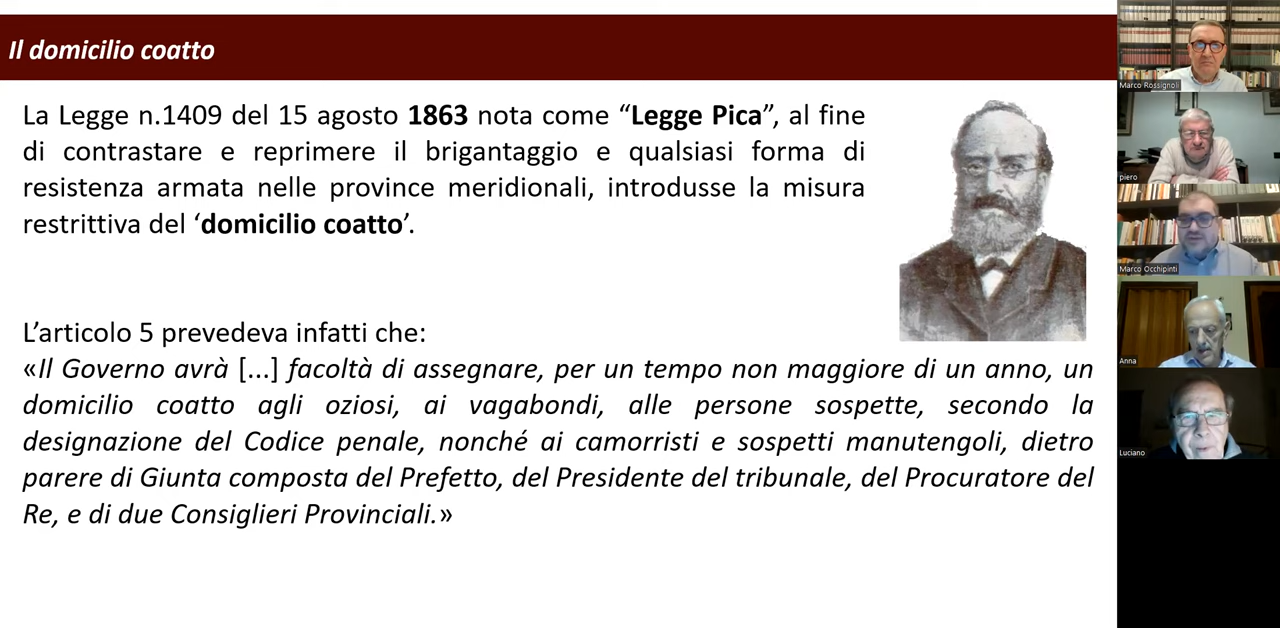 Il domicilio coatto
La Legge n.1409 del 15 agosto 1863 nota come “Legge Pica”, al fine
di contrastare e reprimere il brigantaggio e qualsiasi forma di
resistenza armata nelle province meridionali, introdusse la misura
restrittiva del ‘domicilio coatto’.
L’articolo 5 prevedeva infatti che:
«Il Governo avrà [...] facoltà di assegnare, per un tempo non maggiore di un anno, un
domicilio coatto agli oziosi, ai vagabondi, alle persone sospette, secondo la
designazione del Codice penale, nonché ai camorristi e sospetti manutengoli, dietro
parere di Giunta composta del Prefetto, del Presidente del tribunale, del Procuratore del
Re, e di due Consiglieri Provinciali.»
Marco Rossignoli
piero
Marco Occhipinti
Anna
Luciano